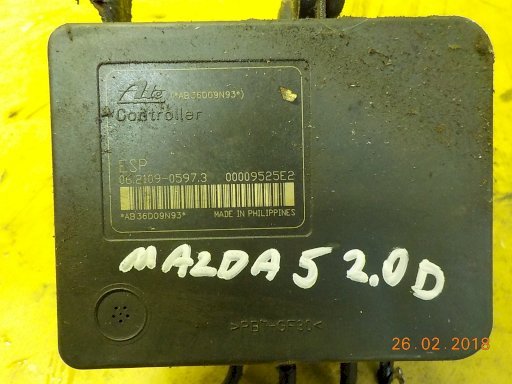 Ate (*AB36D09N93*)
Controller
ESP
06.2109-0597.3 00009525E2
*AB36D09N93* MADE IN PHILIPPINES
MAZDA 5 2.0D
>PBT-GF30<
26.02.2018